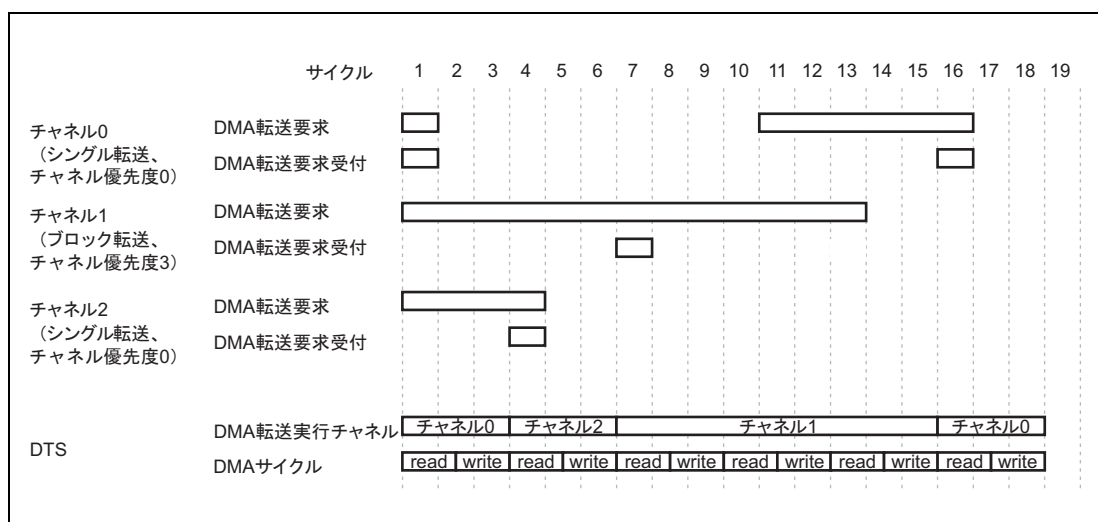 サイクル 1 2 3 4 5 6 7 8 9 10 11 12 13 14 15 16 17 18 19
チャネル0
（シングル転送、
チャネル優先度0）
DMA転送要求
DMA転送要求受付
チャネル1
（ブロック転送、
チャネル優先度3）
DMA転送要求
DMA転送要求受付
チャネル2
（シングル転送、
チャネル優先度0）
DMA転送要求
DMA転送要求受付
DTS
DMA転送実行チャネル チャネル0 チャネル2 チャネル1 チャネル0
DMAサイクル read write read write read write read write read write read write